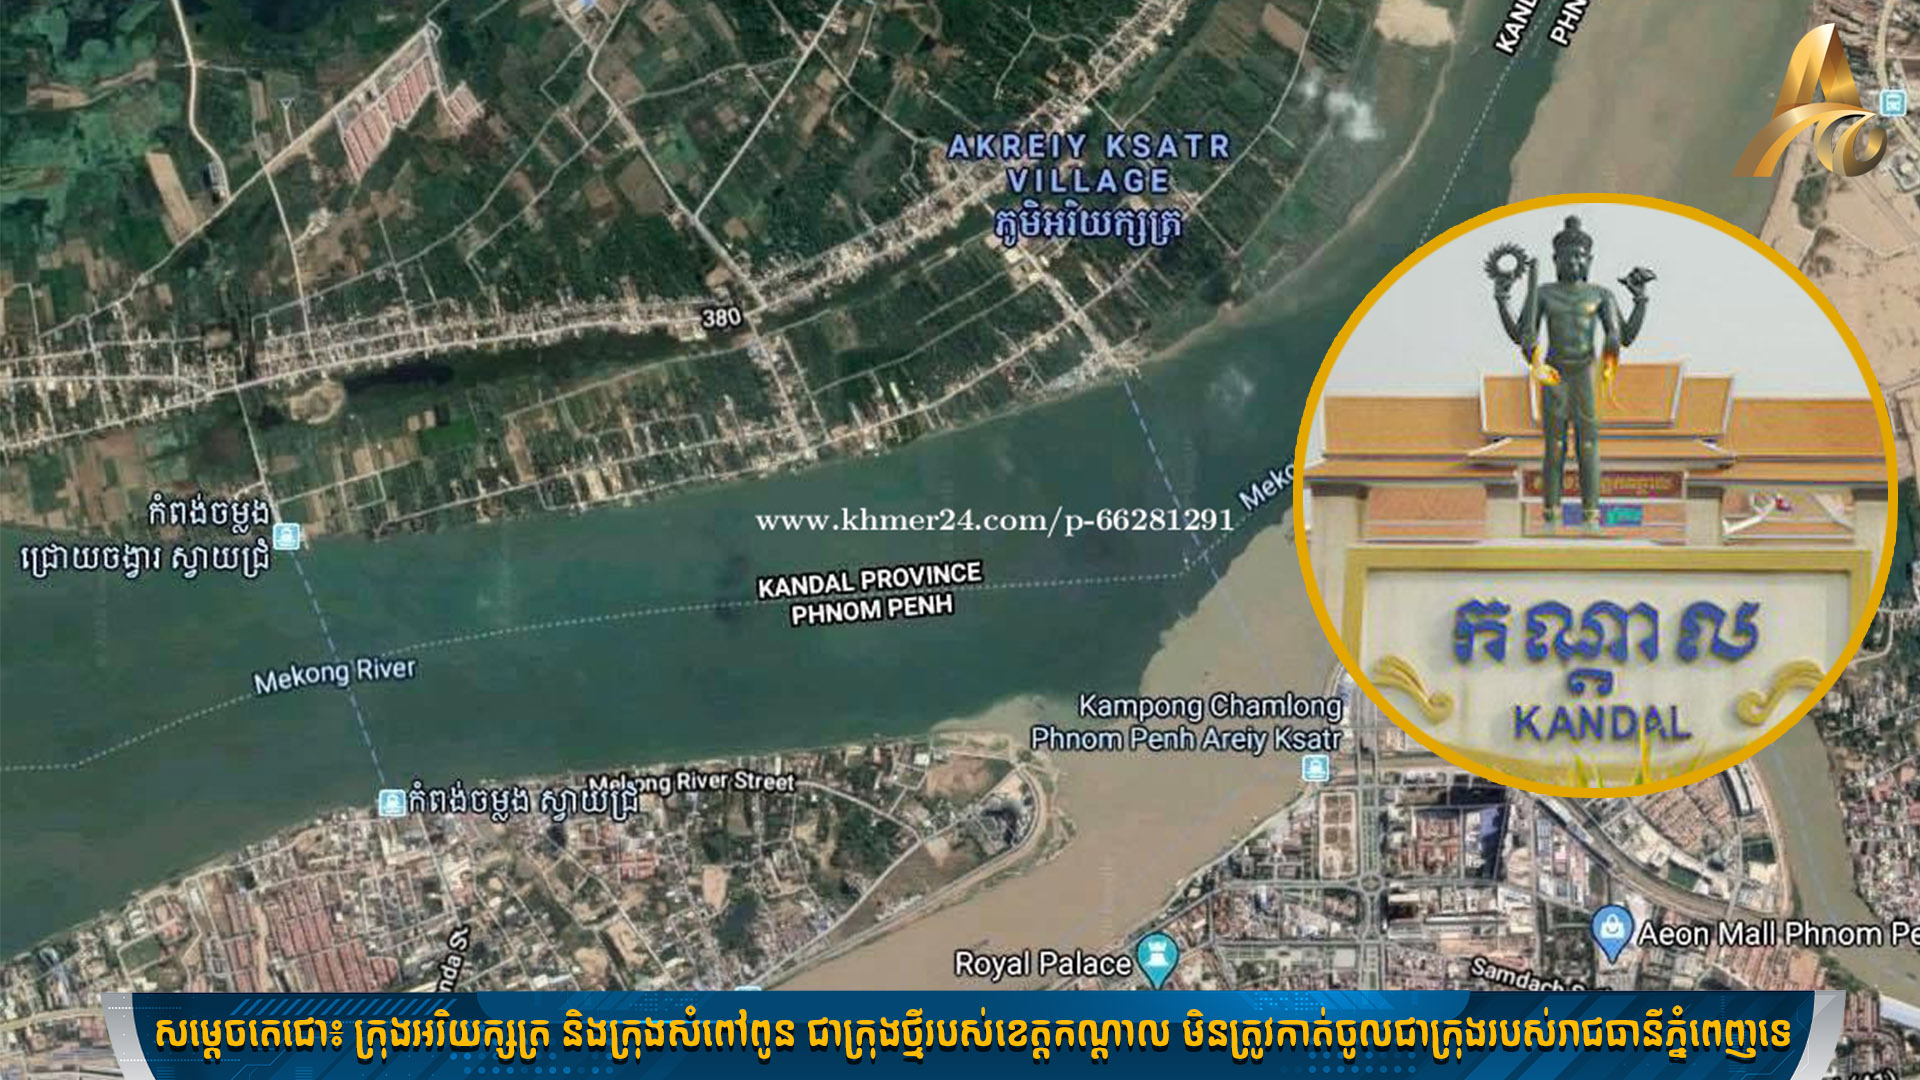 KAND
PHN
AKREIY KSATR
VILLAGE
ភូមិអរិយក្សត្រ
380
កំពង់ចម្លង
ជ្រោយចង្វារ ស្វាយជ្រំ
www.khmer24.com/p-66281291
Meko
KANDAL PROVINCE
PHNOM PENH
Mekong River
កណ្ដាល
KANDAL
Kampong Chamlong
Phnom Penh Areiy Ksatr
Mekong River Street
កំពង់ចម្លង ស្វាយជ្រំ
nda St
Royal Palace
Aeon Mall Phnom Pe
Samdach
សម្ដេចតេជោ៖ ក្រុងអរិយក្សត្រ និងក្រុងសំពៅពូន ជាក្រុងថ្មីរបស់ខេត្តកណ្ដាល មិនត្រូវកាត់ចូលជាក្រុងរបស់រាជធានីភ្នំពេញទេ